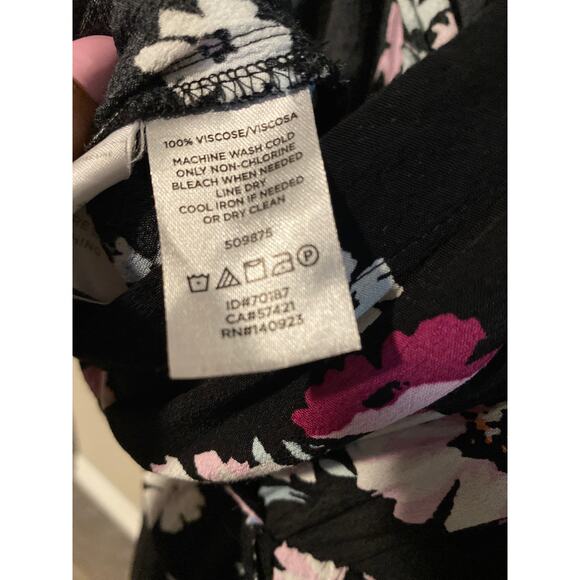 100% VISCOSE/VISCOSA
MACHINE WASH COLD
ONLY NON-CHLORINE
BLEACH WHEN NEEDED
LINE DRY
COOL IRON IF NEEDED
OR DRY CLEAN
509875
P
ID#70187
CA#57421
RN#140923